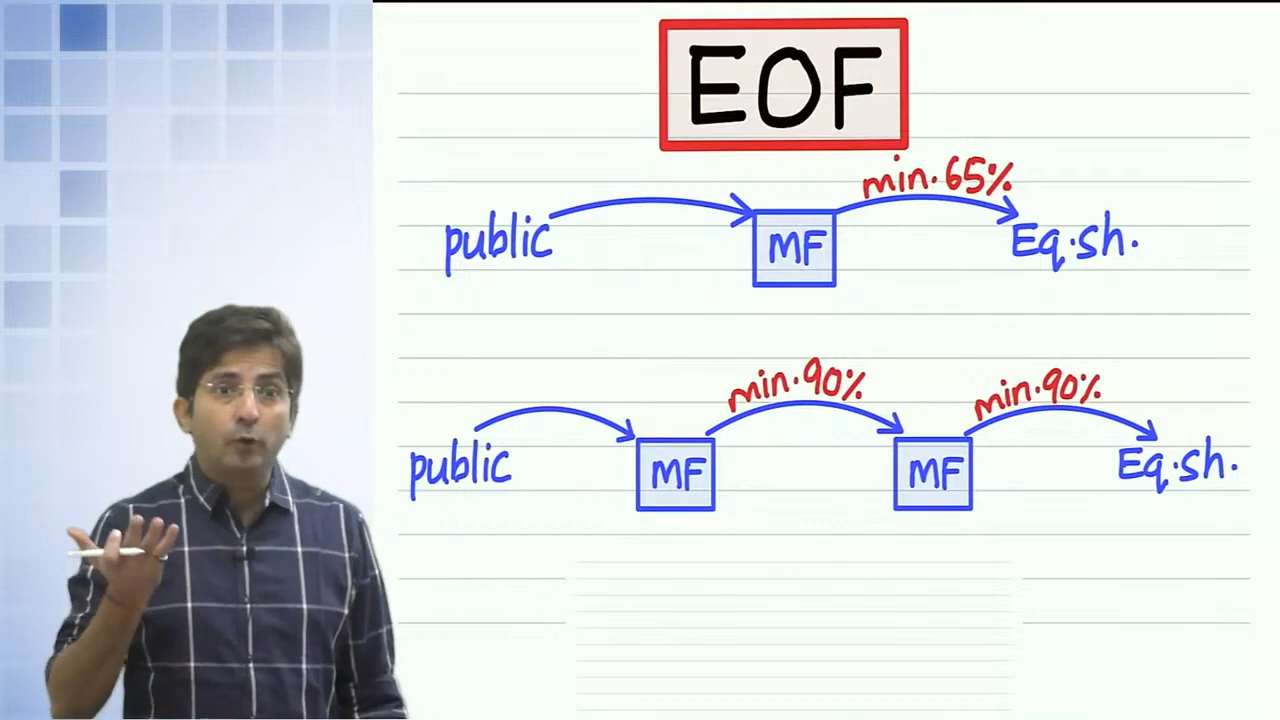 EOF
min. 65%
public MF Eq. sh.
min. 90% min. 90%
public MF MF Eq. sh.